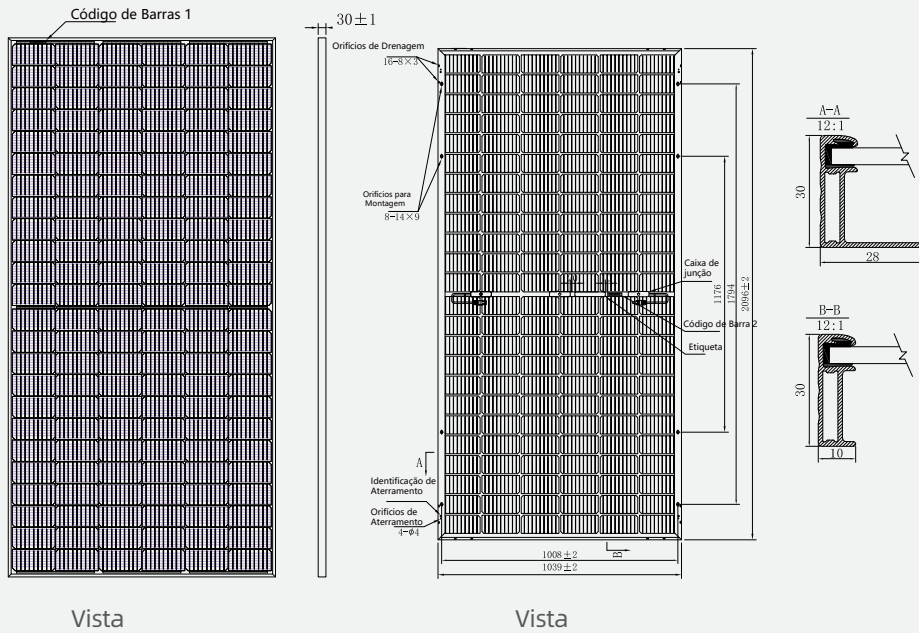 Código de Barras 1
30±1
Orifícios de Drenagem
16-8×3
Orifícios para
Montagem
8-14×9
Caixa de
junção
Código de Barra 2
Etiqueta
1176
1794
2096±2
A
Identificação de
Aterramento
Orifícios de
Aterramento
4-φ4
B
1008±2
1039±2
A-A
12:1
30
28
B-B
12:1
30
10
Vista
Vista